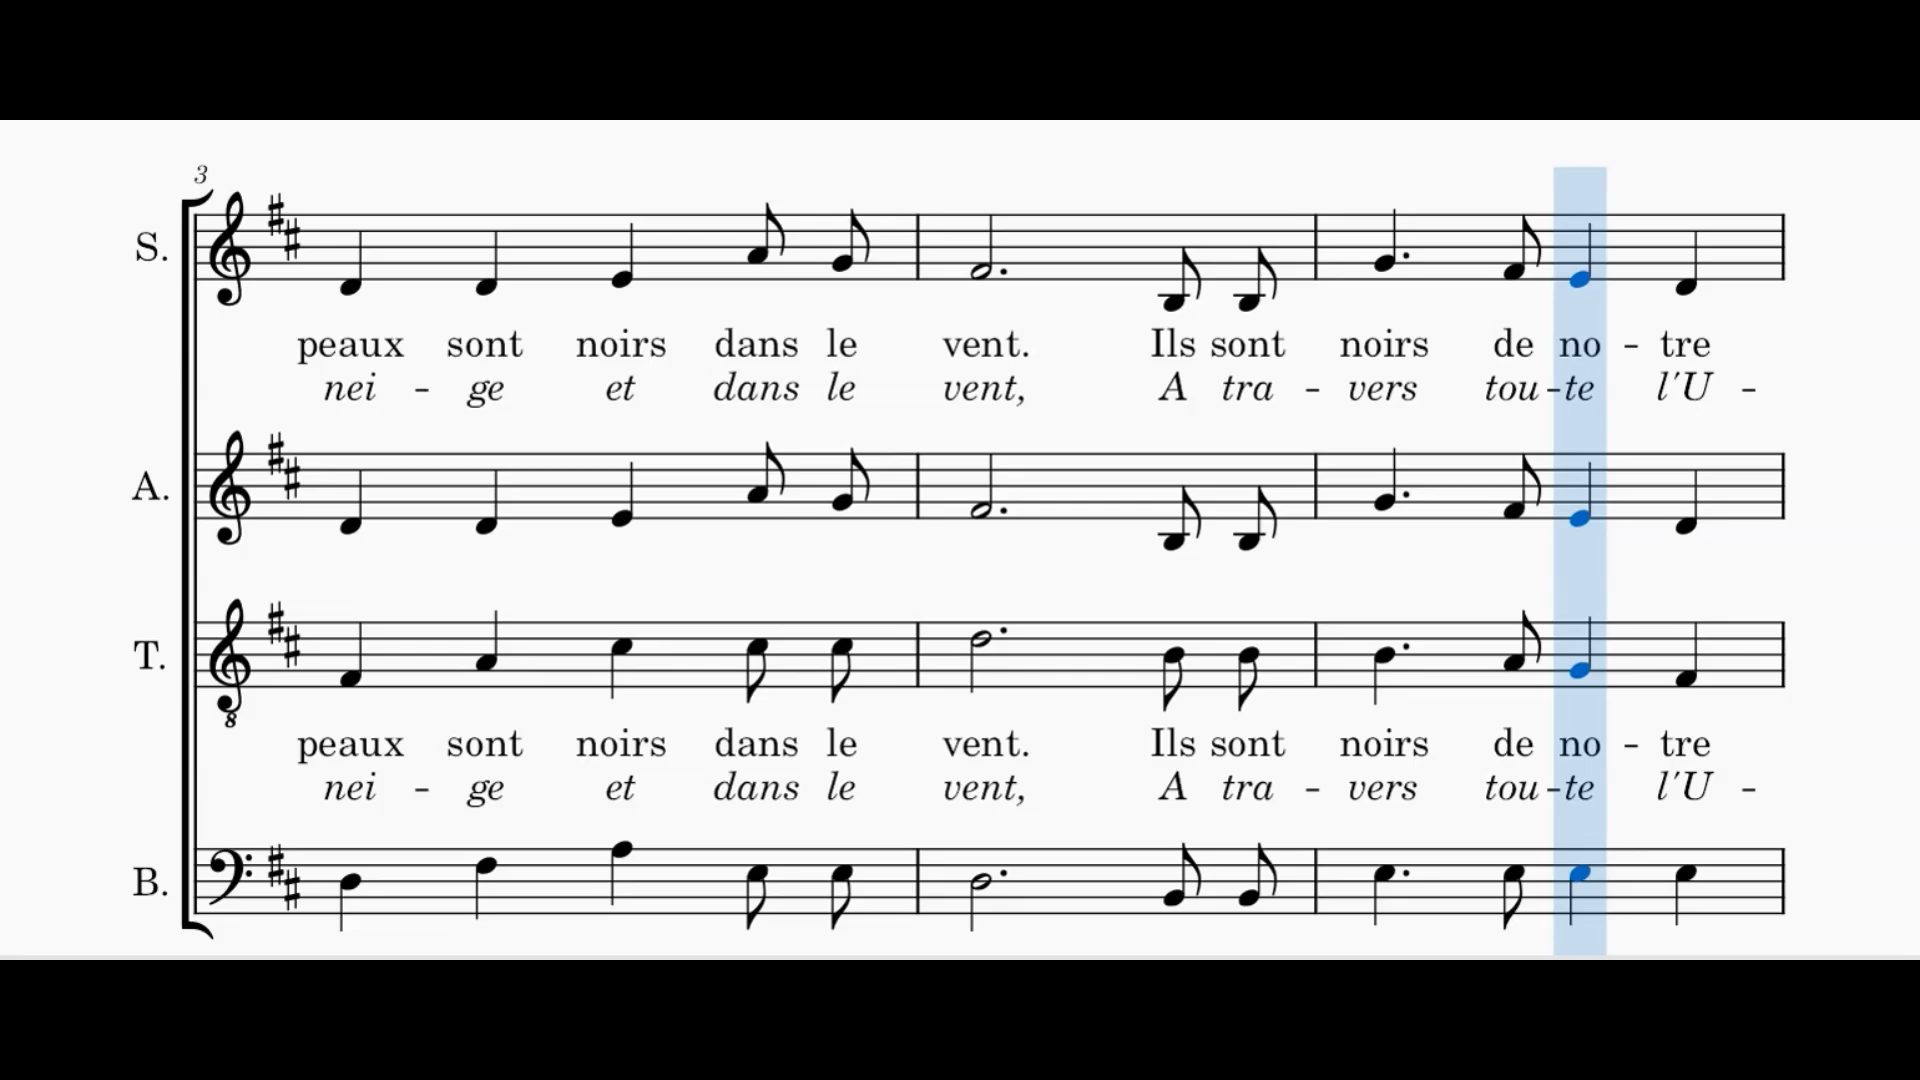 3
S.
peaux sont noirs dans le vent. Ils sont noirs de no - tre
nei - ge et dans le vent, A tra - vers tou - te l'U -
A.
T.
8
peaux sont noirs dans le vent. Ils sont noirs de no - tre
nei - ge et dans le vent, A tra - vers tou - te l'U -
B.